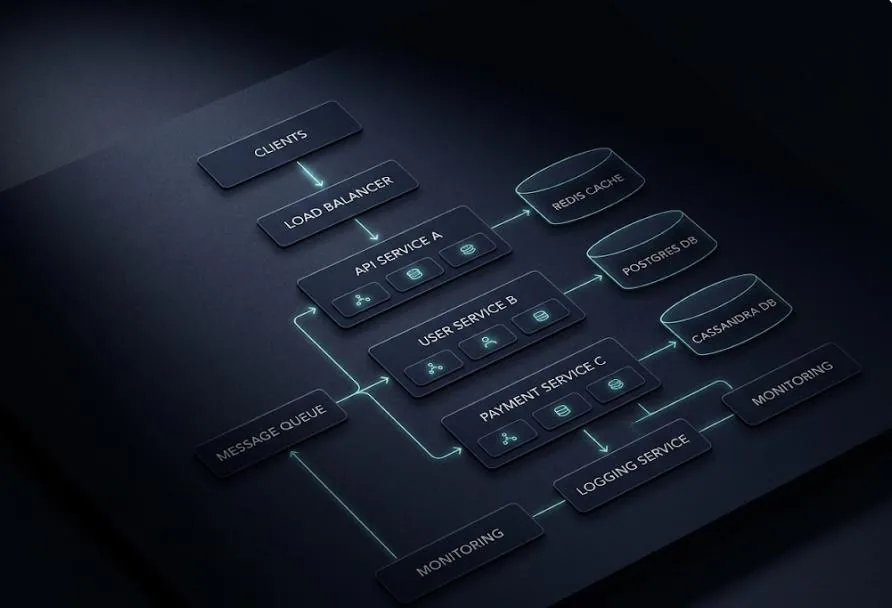 CLIENTS
LOAD BALANCER
API SERVICE A
REDIS CACHE
USER SERVICE B
POSTGRES DB
PAYMENT SERVICE C
CASSANDRA DB
MESSAGE QUEUE
LOGGING SERVICE
MONITORING
MONITORING